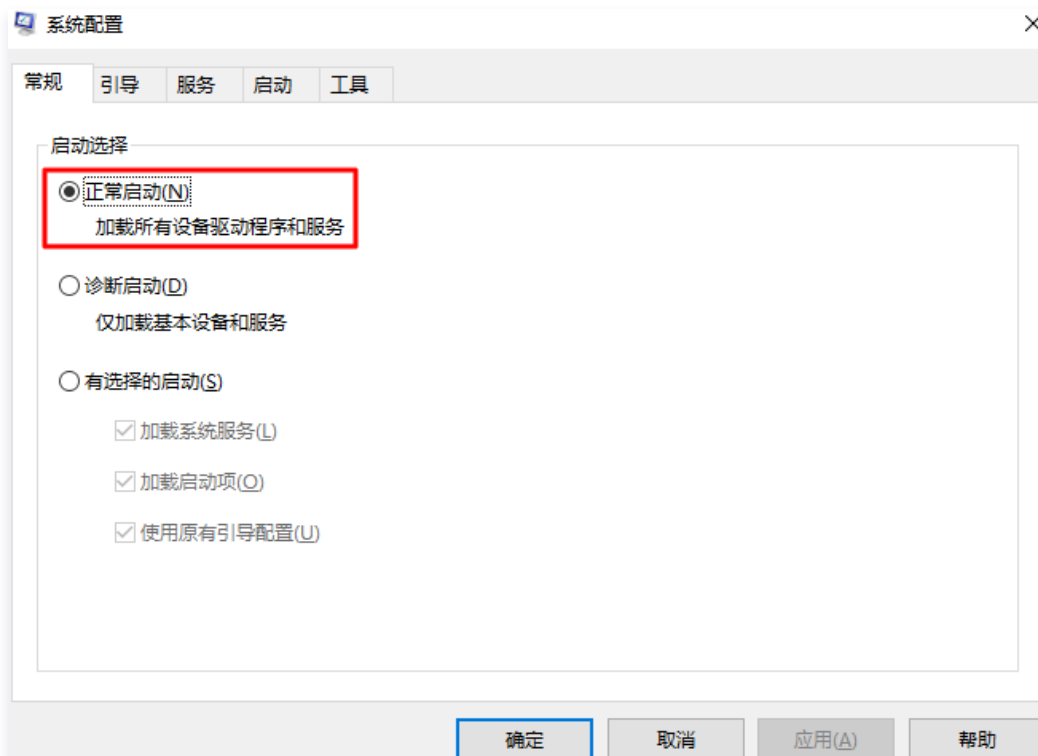 系统配置
常规 引导 服务 启动 工具
启动选择
正常启动(N)
加载所有设备驱动程序和服务
诊断启动(D)
仅加载基本设备和服务
有选择的启动(S)
加载系统服务(L)
加载启动项(O)
使用原有引导配置(U)
确定 取消 应用(A) 帮助